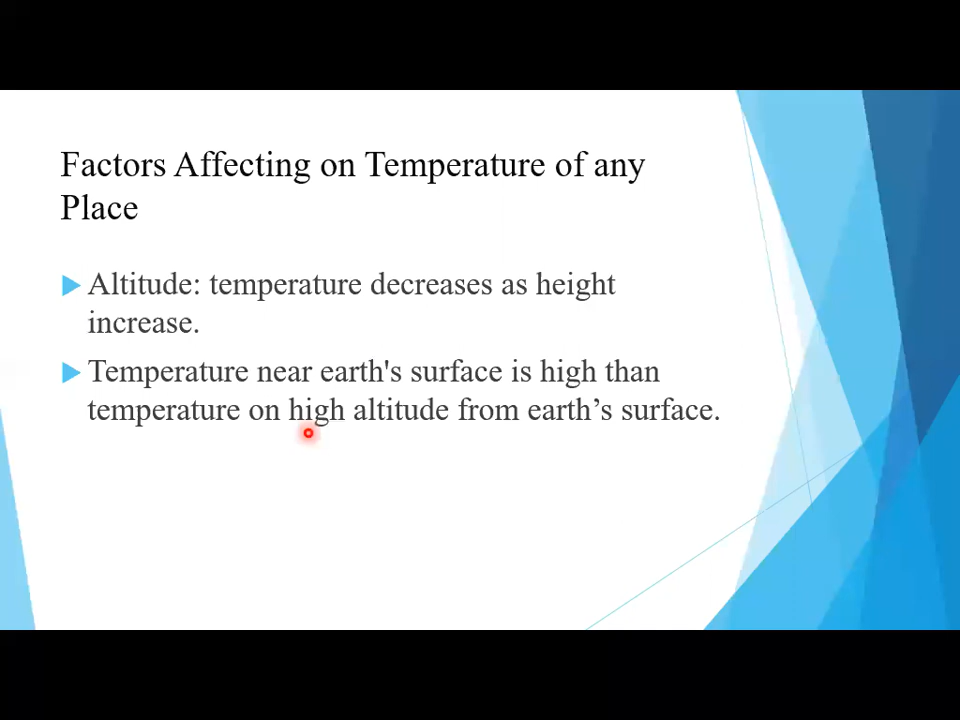 Factors Affecting on Temperature of any
Place
Altitude: temperature decreases as height
increase.
Temperature near earth's surface is high than
temperature on high altitude from earth’s surface.